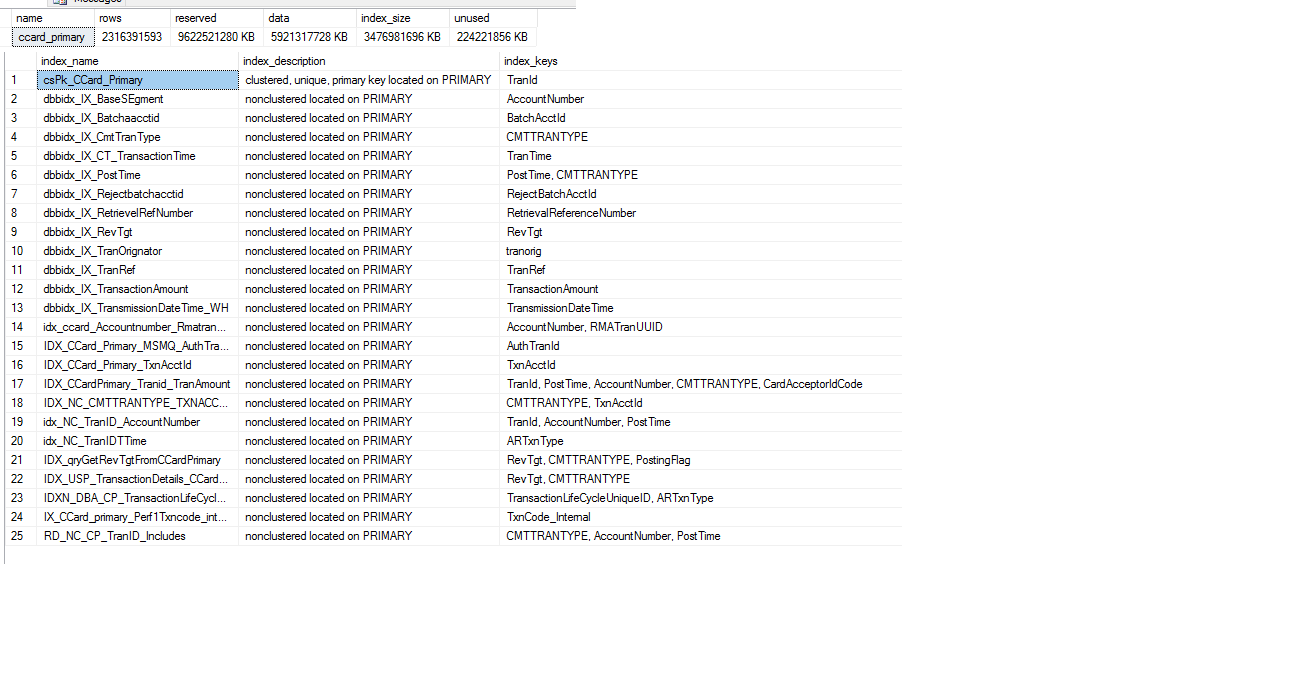 Messages
name rows reserved data index_size unused
ccard_primary 2316391593 9622521280 KB 5921317728 KB 3476981696 KB 224221856 KB
index_name index_description index_keys
1 csPk_CCard_Primary clustered, unique, primary key located on PRIMARY TranId
2 dbbidx_IX_BaseSEgment nonclustered located on PRIMARY AccountNumber
3 dbbidx_IX_Batchaacctid nonclustered located on PRIMARY BatchAcctId
4 dbbidx_IX_CmtTranType nonclustered located on PRIMARY CMTTRANTYPE
5 dbbidx_IX_CT_TransactionTime nonclustered located on PRIMARY TranTime
6 dbbidx_IX_PostTime nonclustered located on PRIMARY PostTime, CMTTRANTYPE
7 dbbidx_IX_Rejectbatchacctid nonclustered located on PRIMARY RejectBatchAcctId
8 dbbidx_IX_RetrievelRefNumber nonclustered located on PRIMARY RetrievalReferenceNumber
9 dbbidx_IX_RevTgt nonclustered located on PRIMARY RevTgt
10 dbbidx_IX_TranOrignator nonclustered located on PRIMARY tranorig
11 dbbidx_IX_TranRef nonclustered located on PRIMARY TranRef
12 dbbidx_IX_TransactionAmount nonclustered located on PRIMARY TransactionAmount
13 dbbidx_IX_TransmissionDateTime_WH nonclustered located on PRIMARY TransmissionDateTime
14 idx_ccard_Accountnumber_Rmatran... nonclustered located on PRIMARY AccountNumber, RMATranUUID
15 IDX_CCard_Primary_MSMQ_AuthTra... nonclustered located on PRIMARY AuthTranId
16 IDX_CCard_Primary_TxnAcctId nonclustered located on PRIMARY TxnAcctId
17 IDX_CCardPrimary_Tranid_TranAmount nonclustered located on PRIMARY TranId, PostTime, AccountNumber, CMTTRANTYPE, CardAcceptorIdCode
18 IDX_NC_CMTTRANTYPE_TXNACC... nonclustered located on PRIMARY CMTTRANTYPE, TxnAcctId
19 idx_NC_TranID_AccountNumber nonclustered located on PRIMARY TranId, AccountNumber, PostTime
20 idx_NC_TranIDTTime nonclustered located on PRIMARY ARTxnType
21 IDX_qryGetRevTgtFromCCardPrimary nonclustered located on PRIMARY RevTgt, CMTTRANTYPE, PostingFlag
22 IDX_USP_TransactionDetails_CCard... nonclustered located on PRIMARY RevTgt, CMTTRANTYPE
23 IDXN_DBA_CP_TransactionLifeCycl... nonclustered located on PRIMARY TransactionLifeCycleUniqueID, ARTxnType
24 IX_CCard_primary_Perf1Txncode_int... nonclustered located on PRIMARY TxnCode_Internal
25 RD_NC_CP_TranID_Includes nonclustered located on PRIMARY CMTTRANTYPE, AccountNumber, PostTime